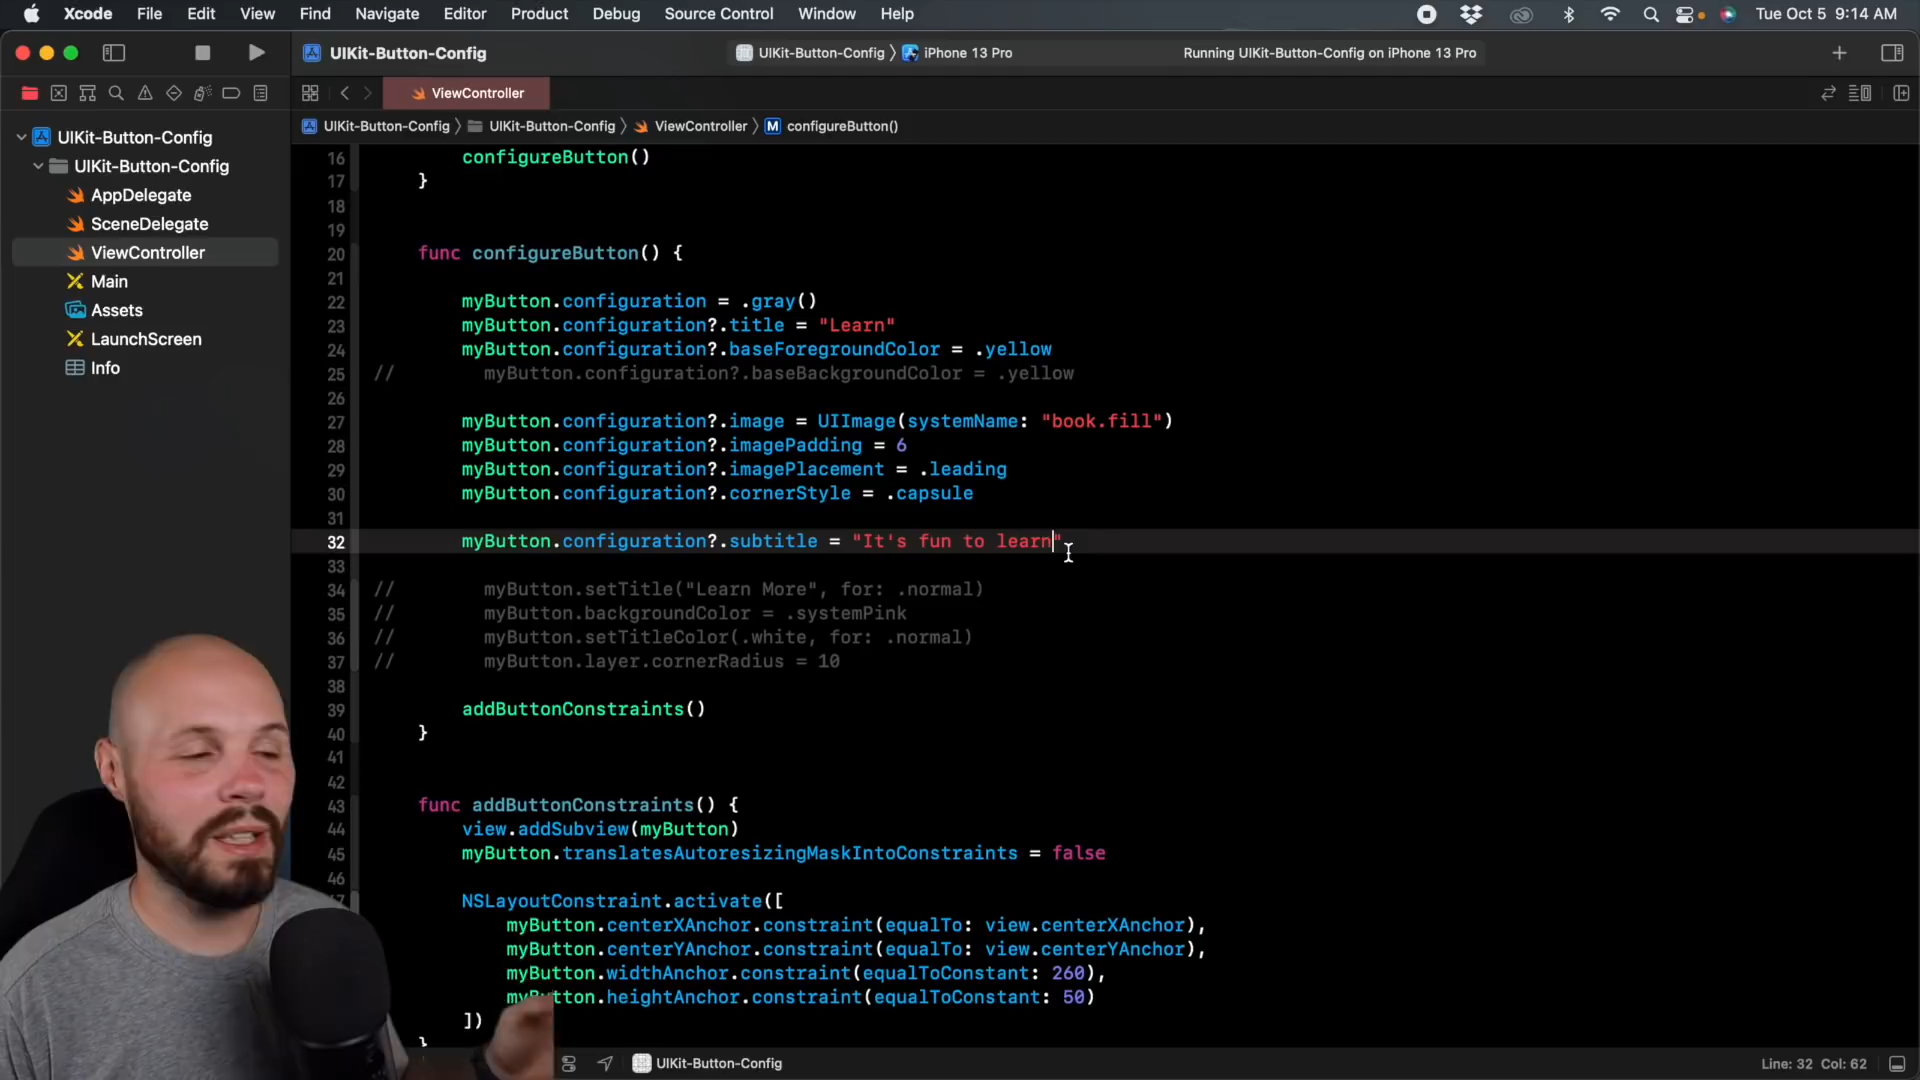 Xcode File Edit View Find Navigate Editor Product Debug Source Control Window Help Tue Oct 5 9:14 AM
UIKit-Button-Config UIKit-Button-Config iPhone 13 Pro Running UIKit-Button-Config on iPhone 13 Pro
ViewController
UIKit-Button-Config UIKit-Button-Config ViewController M configureButton()
UIKit-Button-Config
UIKit-Button-Config
AppDelegate
SceneDelegate
ViewController
Main
Assets
LaunchScreen
Info
16 configureButton()
17 }
18
19
20 func configureButton() {
21
22 myButton.configuration = .gray()
23 myButton.configuration?.title = "Learn"
24 myButton.configuration?.baseForegroundColor = .yellow
25 // myButton.configuration?.baseBackgroundColor = .yellow
26
27 myButton.configuration?.image = UIImage(systemName: "book.fill")
28 myButton.configuration?.imagePadding = 6
29 myButton.configuration?.imagePlacement = .leading
30 myButton.configuration?.cornerStyle = .capsule
31
32 myButton.configuration?.subtitle = "It's fun to learn"
33
34 // myButton.setTitle("Learn More", for: .normal)
35 // myButton.backgroundColor = .systemPink
36 // myButton.setTitleColor(.white, for: .normal)
37 // myButton.layer.cornerRadius = 10
38
39 addButtonConstraints()
40 }
41
42
43 func addButtonConstraints() {
44 view.addSubview(myButton)
45 myButton.translatesAutoresizingMaskIntoConstraints = false
46
NSLayoutConstraint.activate([
myButton.centerXAnchor.constraint(equalTo: view.centerXAnchor),
myButton.centerYAnchor.constraint(equalTo: view.centerYAnchor),
myButton.widthAnchor.constraint(equalToConstant: 260),
myButton.heightAnchor.constraint(equalToConstant: 50)
])
}
UIKit-Button-Config Line: 32 Col: 62